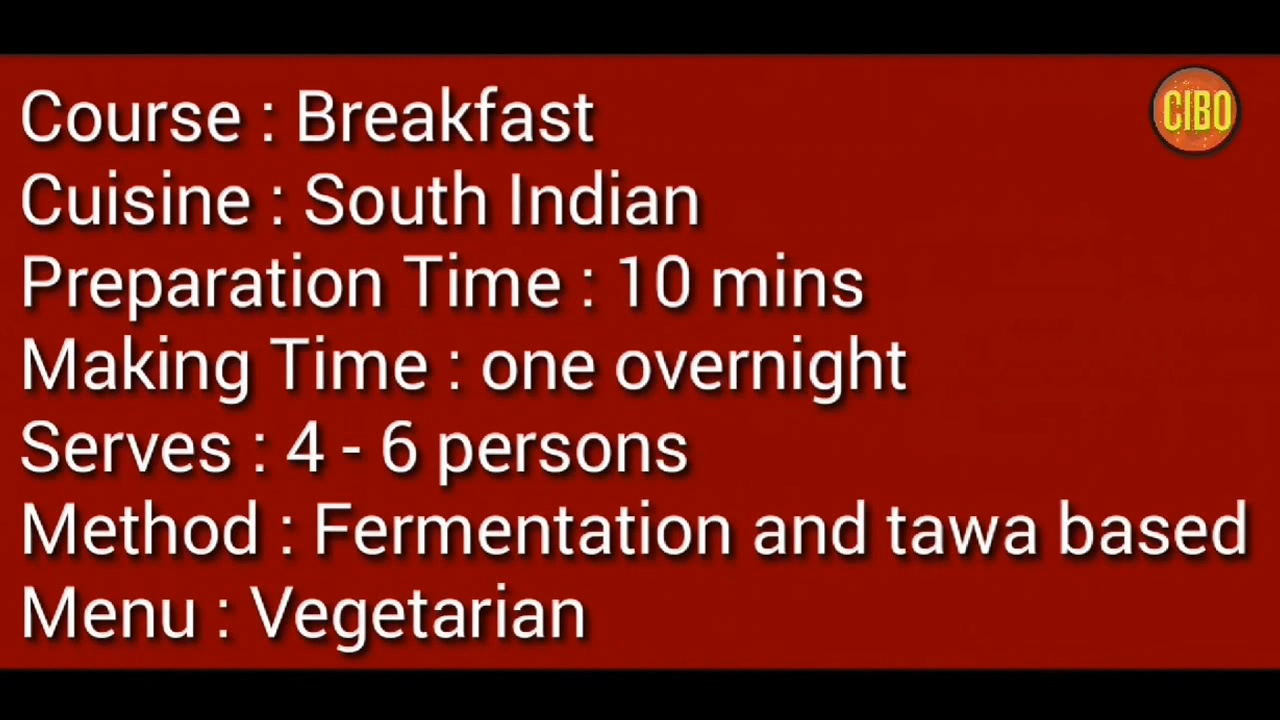 Course : Breakfast
CIBO
Cuisine : South Indian
Preparation Time : 10 mins
Making Time : one overnight
Serves : 4 - 6 persons
Method : Fermentation and tawa based
Menu : Vegetarian